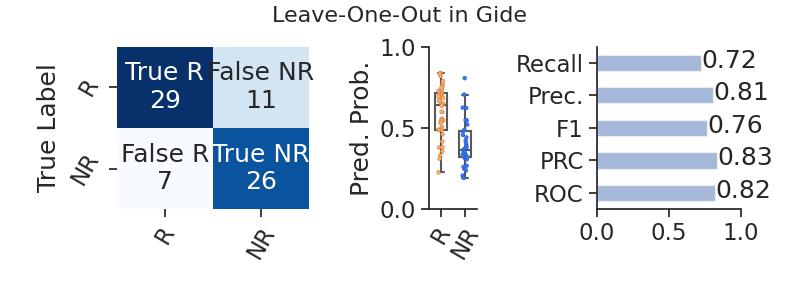 Leave-One-Out in Gide
True Label
R
NR
True R
29
False NR
11
False R
7
True NR
26
R
NR
Pred. Prob.
1.0
0.5
0.0
R
NR
Recall
0.72
Prec.
0.81
F1
0.76
PRC
0.83
ROC
0.82
0.0
0.5
1.0